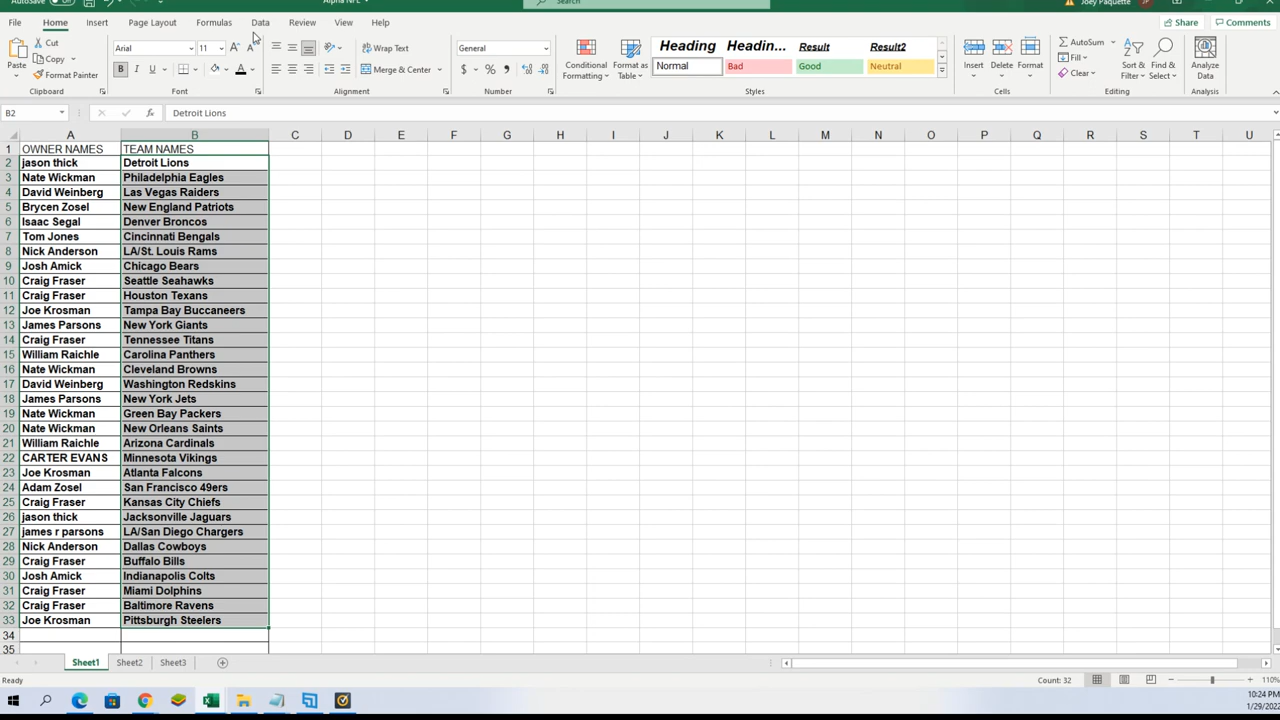 AutoSave Off
Alpha NFL
Search
Joey Paquette JP
File Home Insert Page Layout Formulas Data Review View Help
Share Comments
Paste
Cut
Copy
Format Painter
Clipboard
Arial 11 A A
B I U A
Font
Wrap Text
Merge & Center
Alignment
General
$ % 9
Number
Conditional Formatting
Format as Table
Heading Headin... Result Result2
Normal Bad Good Neutral
Styles
Insert Delete Format
Cells
AutoSum
Fill
Clear
Sort & Filter
Find & Select
Editing
Analyze Data
Analysis
B2 fx Detroit Lions
A B C D E F G H I J K L M N O P Q R S T U
1 OWNER NAMES TEAM NAMES
2 jason thick Detroit Lions
3 Nate Wickman Philadelphia Eagles
4 David Weinberg Las Vegas Raiders
5 Brycen Zosel New England Patriots
6 Isaac Segal Denver Broncos
7 Tom Jones Cincinnati Bengals
8 Nick Anderson LA/St. Louis Rams
9 Josh Amick Chicago Bears
10 Craig Fraser Seattle Seahawks
11 Craig Fraser Houston Texans
12 Joe Krosman Tampa Bay Buccaneers
13 James Parsons New York Giants
14 Craig Fraser Tennessee Titans
15 William Raichle Carolina Panthers
16 Nate Wickman Cleveland Browns
17 David Weinberg Washington Redskins
18 James Parsons New York Jets
19 Nate Wickman Green Bay Packers
20 Nate Wickman New Orleans Saints
21 William Raichle Arizona Cardinals
22 CARTER EVANS Minnesota Vikings
23 Joe Krosman Atlanta Falcons
24 Adam Zosel San Francisco 49ers
25 Craig Fraser Kansas City Chiefs
26 jason thick Jacksonville Jaguars
27 james r parsons LA/San Diego Chargers
28 Nick Anderson Dallas Cowboys
29 Craig Fraser Buffalo Bills
30 Josh Amick Indianapolis Colts
31 Craig Fraser Miami Dolphins
32 Craig Fraser Baltimore Ravens
33 Joe Krosman Pittsburgh Steelers
34
35
Sheet1 Sheet2 Sheet3
Ready Count: 32 110%
10:24 PM
1/29/2022